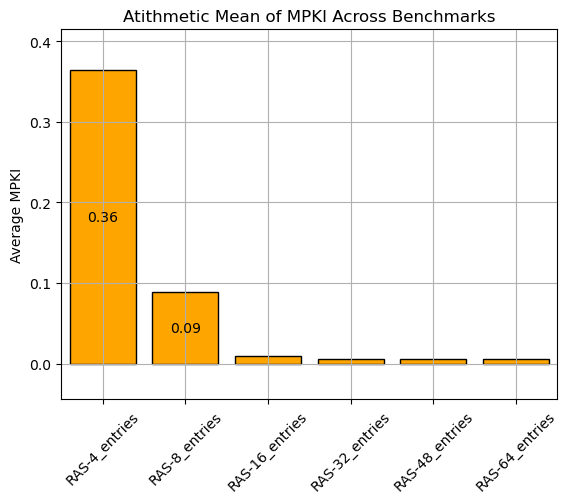 Atithmetic Mean of MPKI Across Benchmarks
0.4
0.3
0.2
0.1
0.0
Average MPKI
0.36
0.09
RAS-4_entries
RAS-8_entries
RAS-16_entries
RAS-32_entries
RAS-48_entries
RAS-64_entries